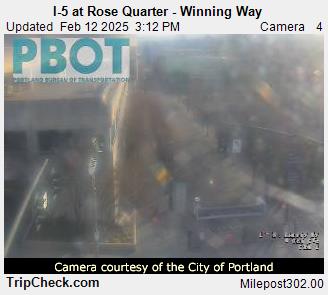 I-5 at Rose Quarter - Winning Way
Updated Feb 12 2025 3:12 PM Camera 4
PBOT
PORTLAND BUREAU OF TRANSPORTATION
Camera courtesy of the City of Portland
TripCheck.com Milepost302.00